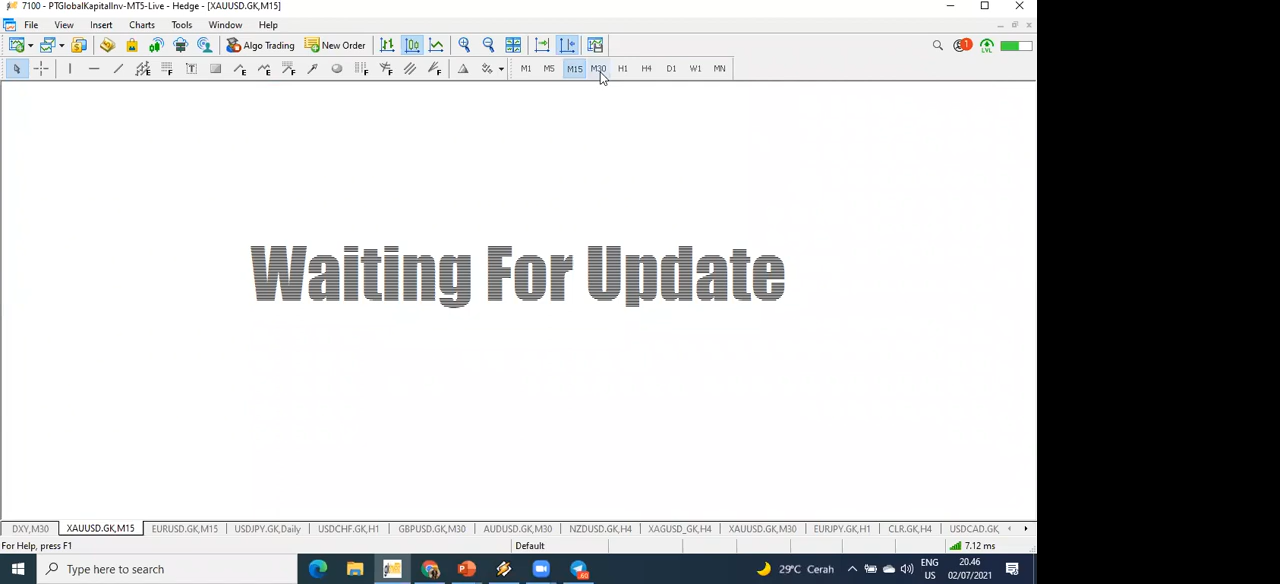 7100 - PTGlobalKapitalInv-MT5-Live - Hedge - [XAUUSD.GK,M15]
File View Insert Charts Tools Window Help
Algo Trading New Order 1 LVL
M1 M5 M15 M30 H1 H4 D1 W1 MN
Waiting For Update
DXY,M30 XAUUSD.GK,M15 EURUSD.GK,M15 USDJPY.GK,Daily USDCHF.GK,H1 GBPUSD.GK,M30 AUDUSD.GK,M30 NZDUSD.GK,H4 XAGUSD_GK,H4 XAUUSD.GK,M30 EURJPY.GK,H1 CLR.GK,H4 USDCAD.GK,
For Help, press F1 Default 7.12 ms
Type here to search 29°C Cerah ENG US 20.46 02/07/2021